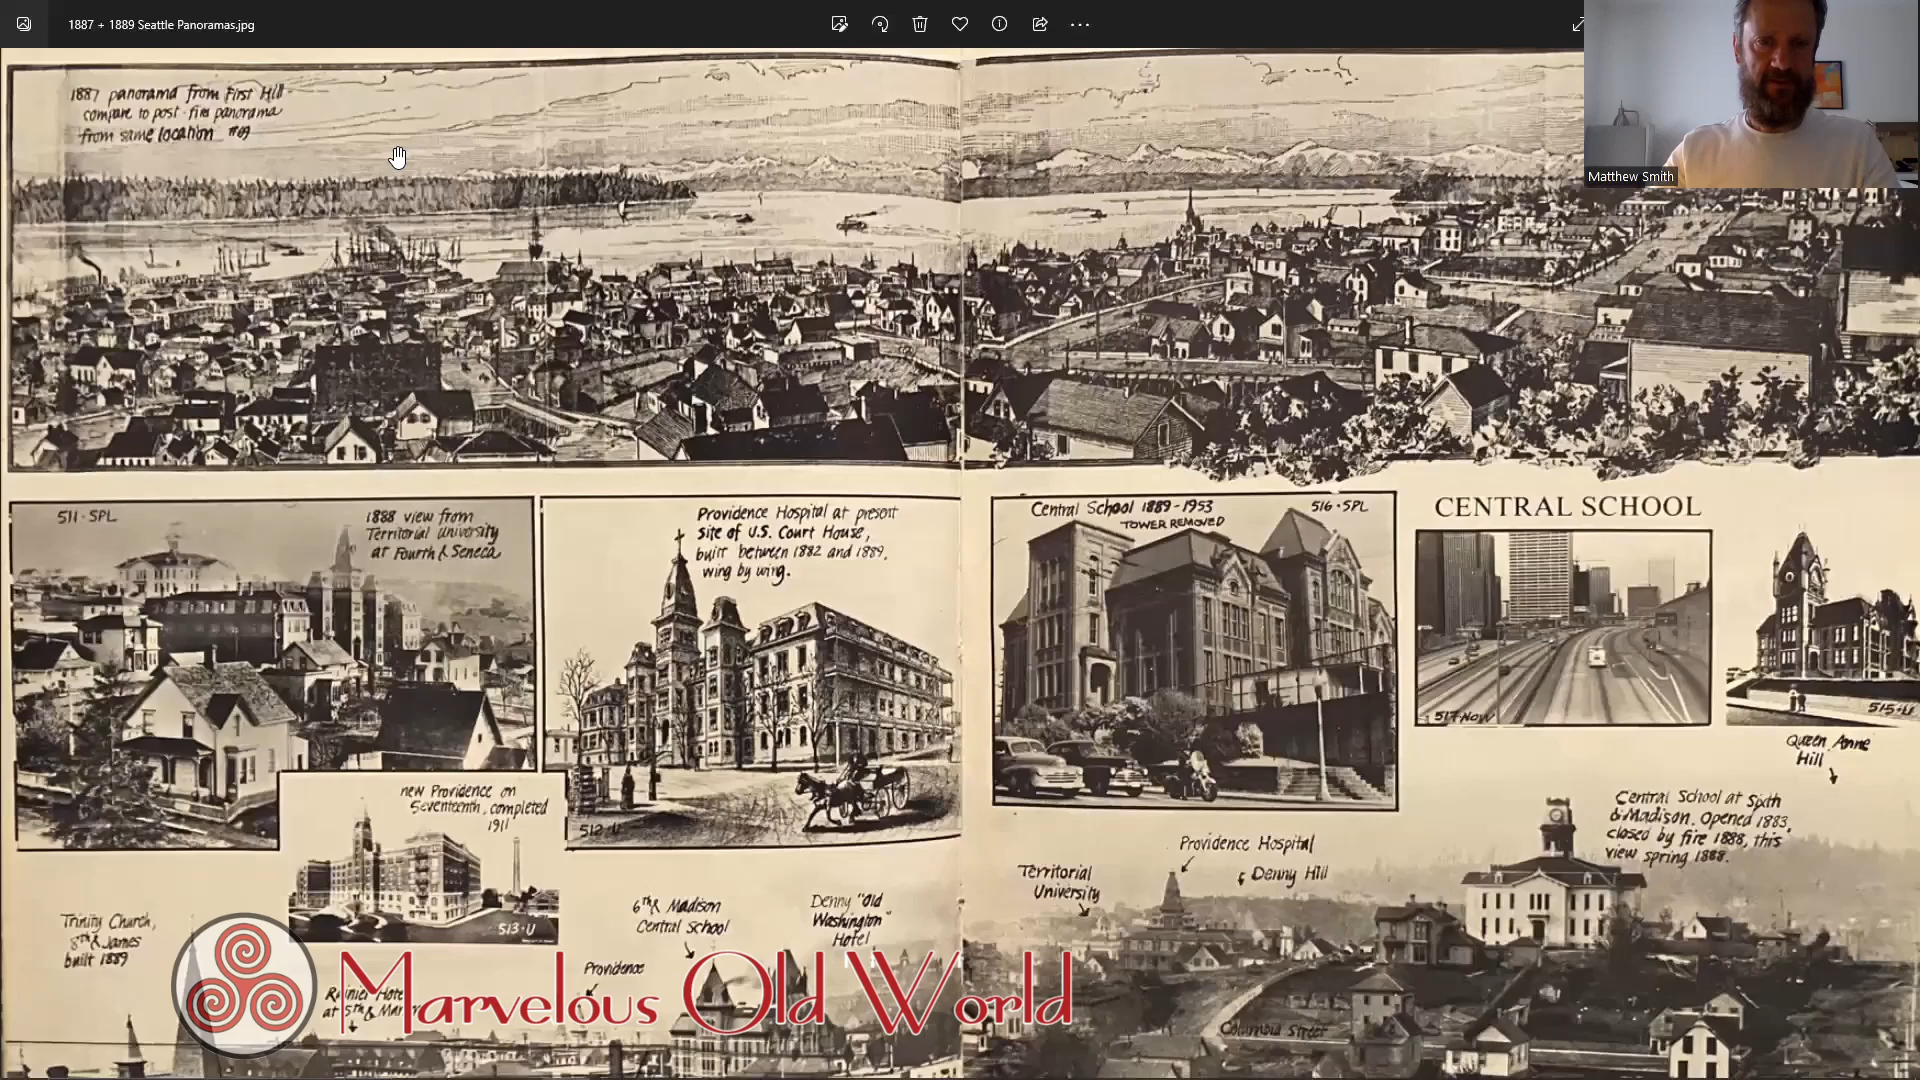 1887 + 1889 Seattle Panoramas.jpg
Matthew Smith
1887 panorama from First Hill
compare to post-fire panorama
from same location
511-SPL
1888 view from
Territorial University
at Fourth & Seneca
Providence Hospital at present
site of U.S. Court House,
built between 1882 and 1889,
wing by wing.
512-U
new Providence on
Seventeenth, completed
1911
513-U
Central School 1889-1953
TOWER REMOVED
516-SPL
CENTRAL SCHOOL
517-NOW
515-U
Queen Anne
Hill
Central School at Sixth
& Madison. Opened 1883,
closed by fire 1888, this
view spring 1888.
Providence Hospital
Denny Hill
Territorial
University
Columbia Street
Trinity Church,
8th & James
built 1889
Rainier Hotel
at 5th &
Providence
6th & Madison
Central School
Denny "Old
Washington"
Hotel
Marvelous Old World